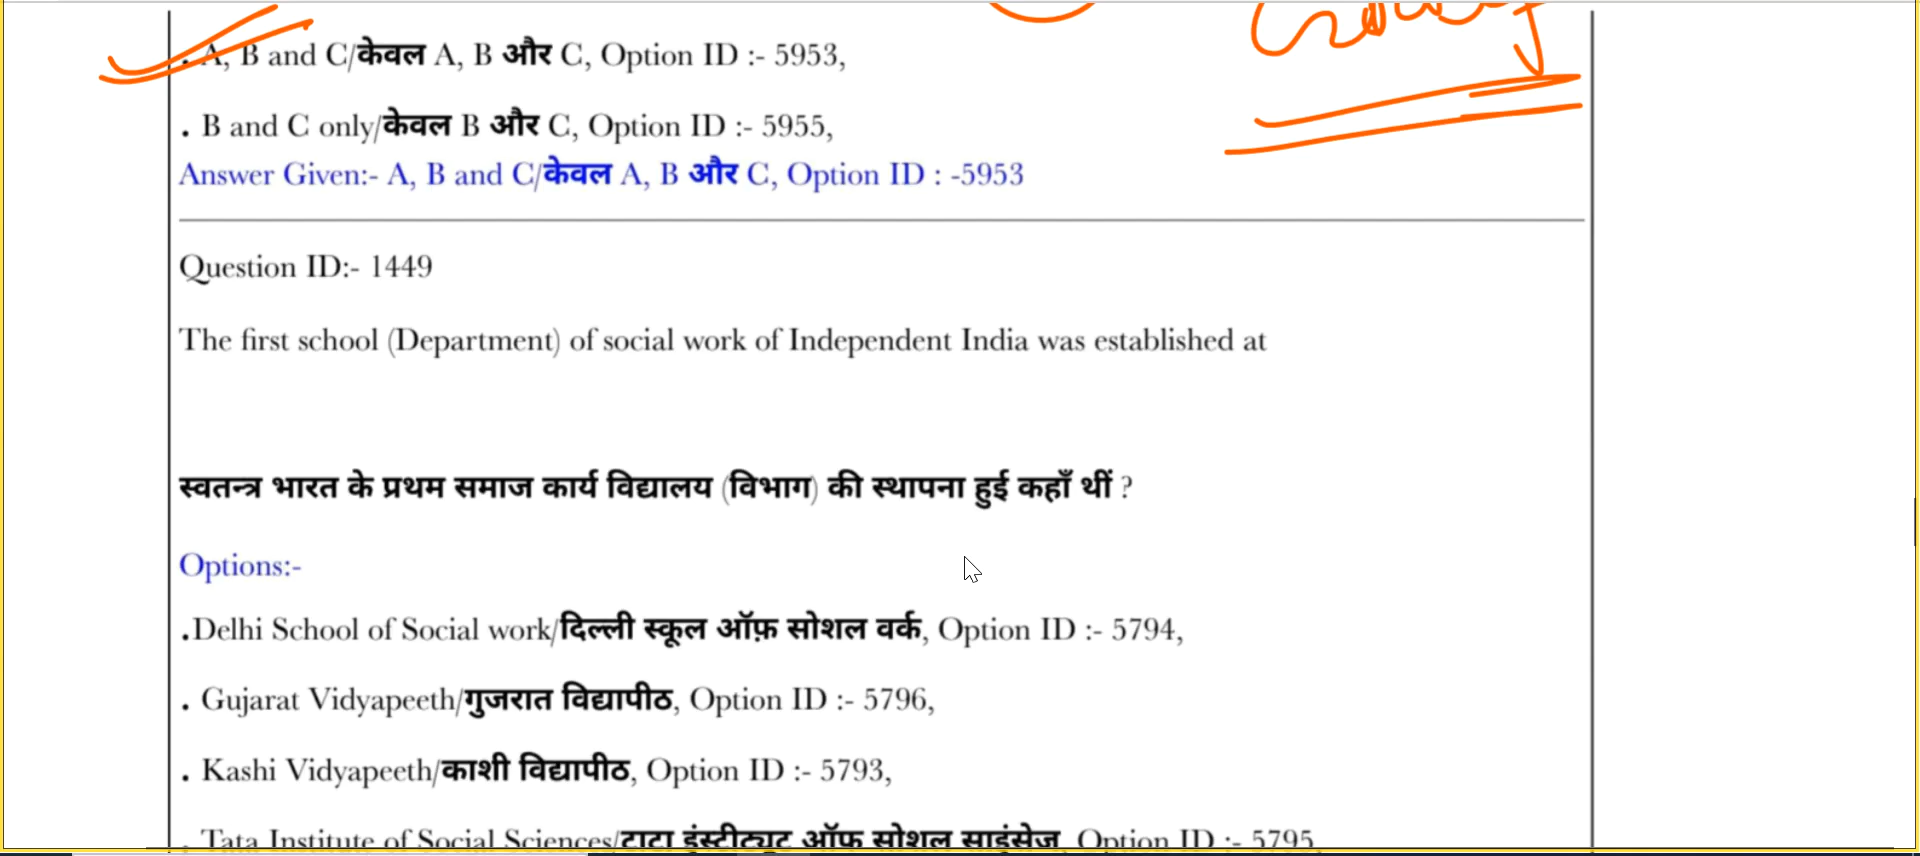 . A, B and C/केवल A, B और C, Option ID :- 5953,
. B and C only/केवल B और C, Option ID :- 5955,
Answer Given:- A, B and C/केवल A, B और C, Option ID : -5953
Question ID:- 1449
The first school (Department) of social work of Independent India was established at
स्वतन्त्र भारत के प्रथम समाज कार्य विद्यालय (विभाग) की स्थापना हुई कहाँ थीं ?
Options:-
.Delhi School of Social work/दिल्ली स्कूल ऑफ़ सोशल वर्क, Option ID :- 5794,
. Gujarat Vidyapeeth/गुजरात विद्यापीठ, Option ID :- 5796,
. Kashi Vidyapeeth/काशी विद्यापीठ, Option ID :- 5793,
. Tata Institute of Social Sciences/टाटा इंस्टीट्यूट ऑफ सोशल साइंसेज, Option ID :- 5795,